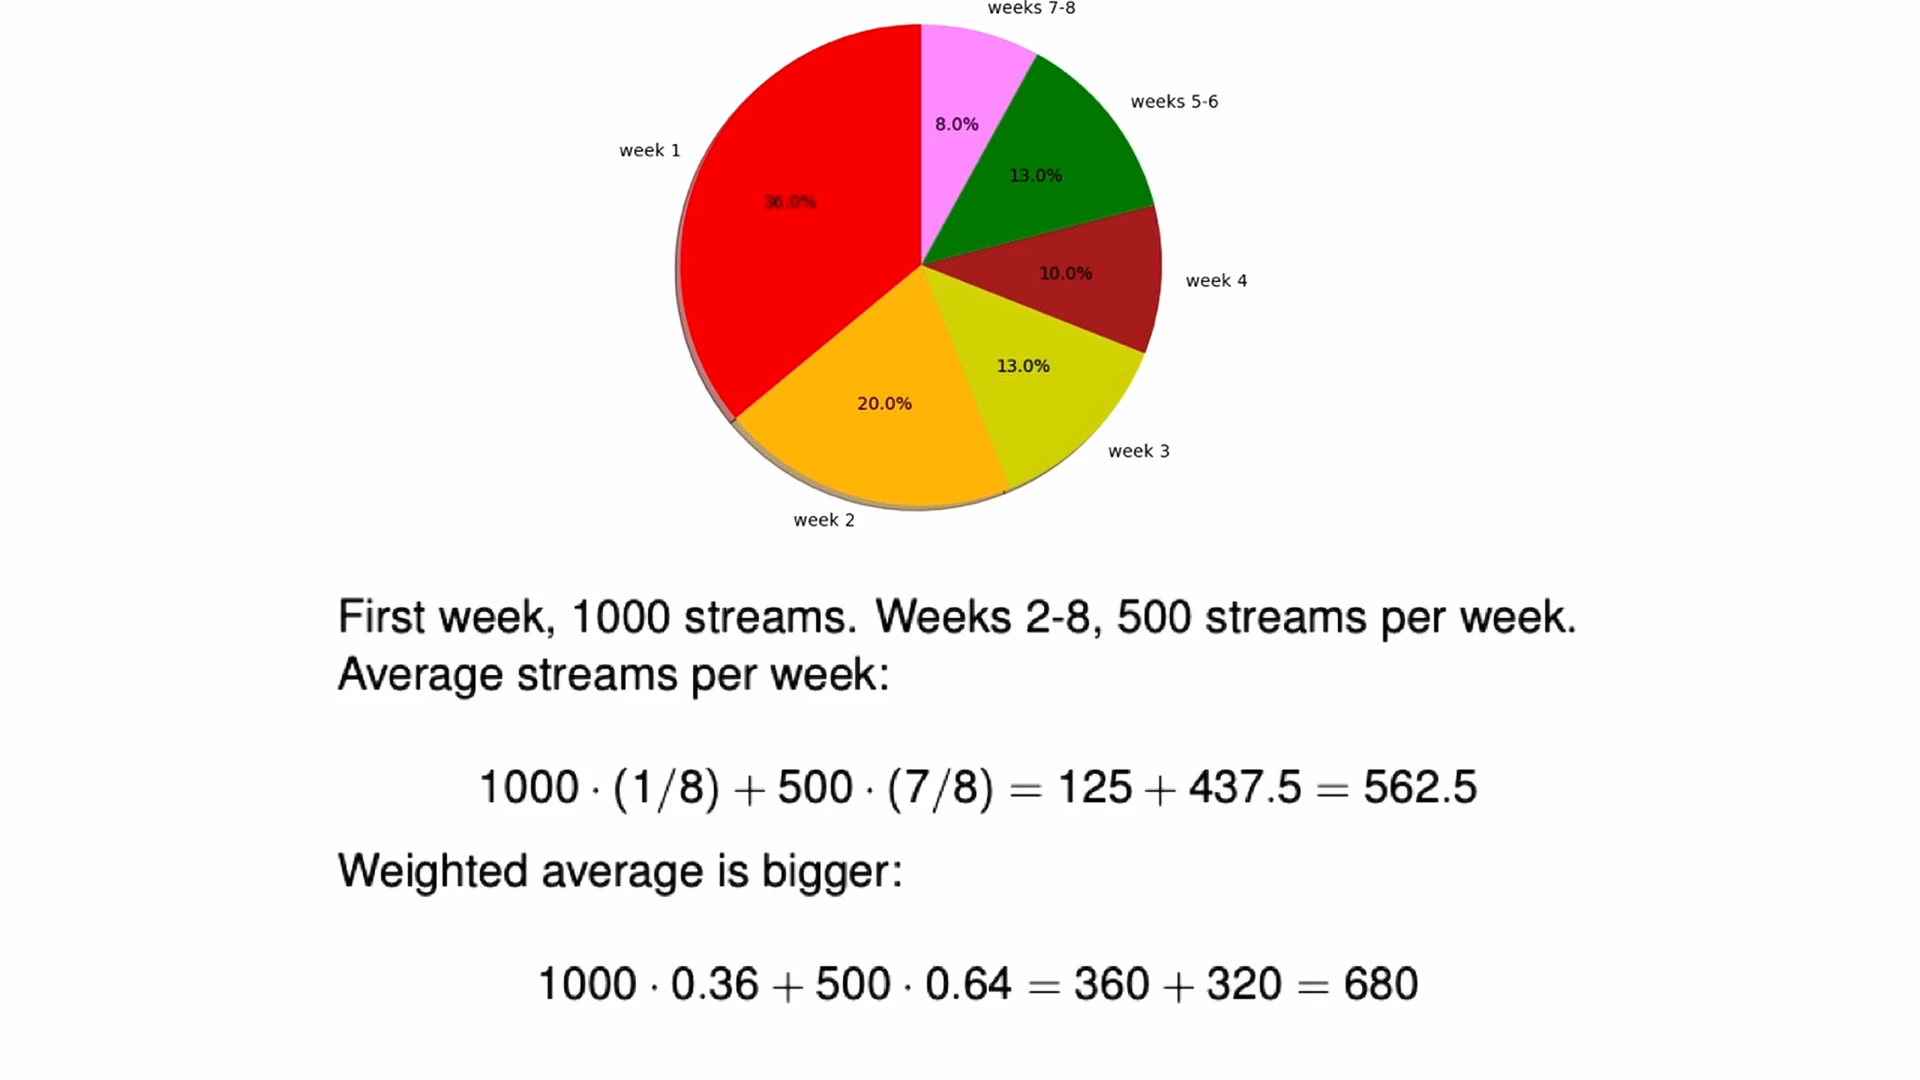 weeks 7-8
weeks 5-6
week 1
8.0%
13.0%
36.0%
10.0%
week 4
13.0%
20.0%
week 3
week 2
First week, 1000 streams. Weeks 2-8, 500 streams per week.
Average streams per week:
1000 · (1/8) + 500 · (7/8) = 125 + 437.5 = 562.5
Weighted average is bigger:
1000 · 0.36 + 500 · 0.64 = 360 + 320 = 680